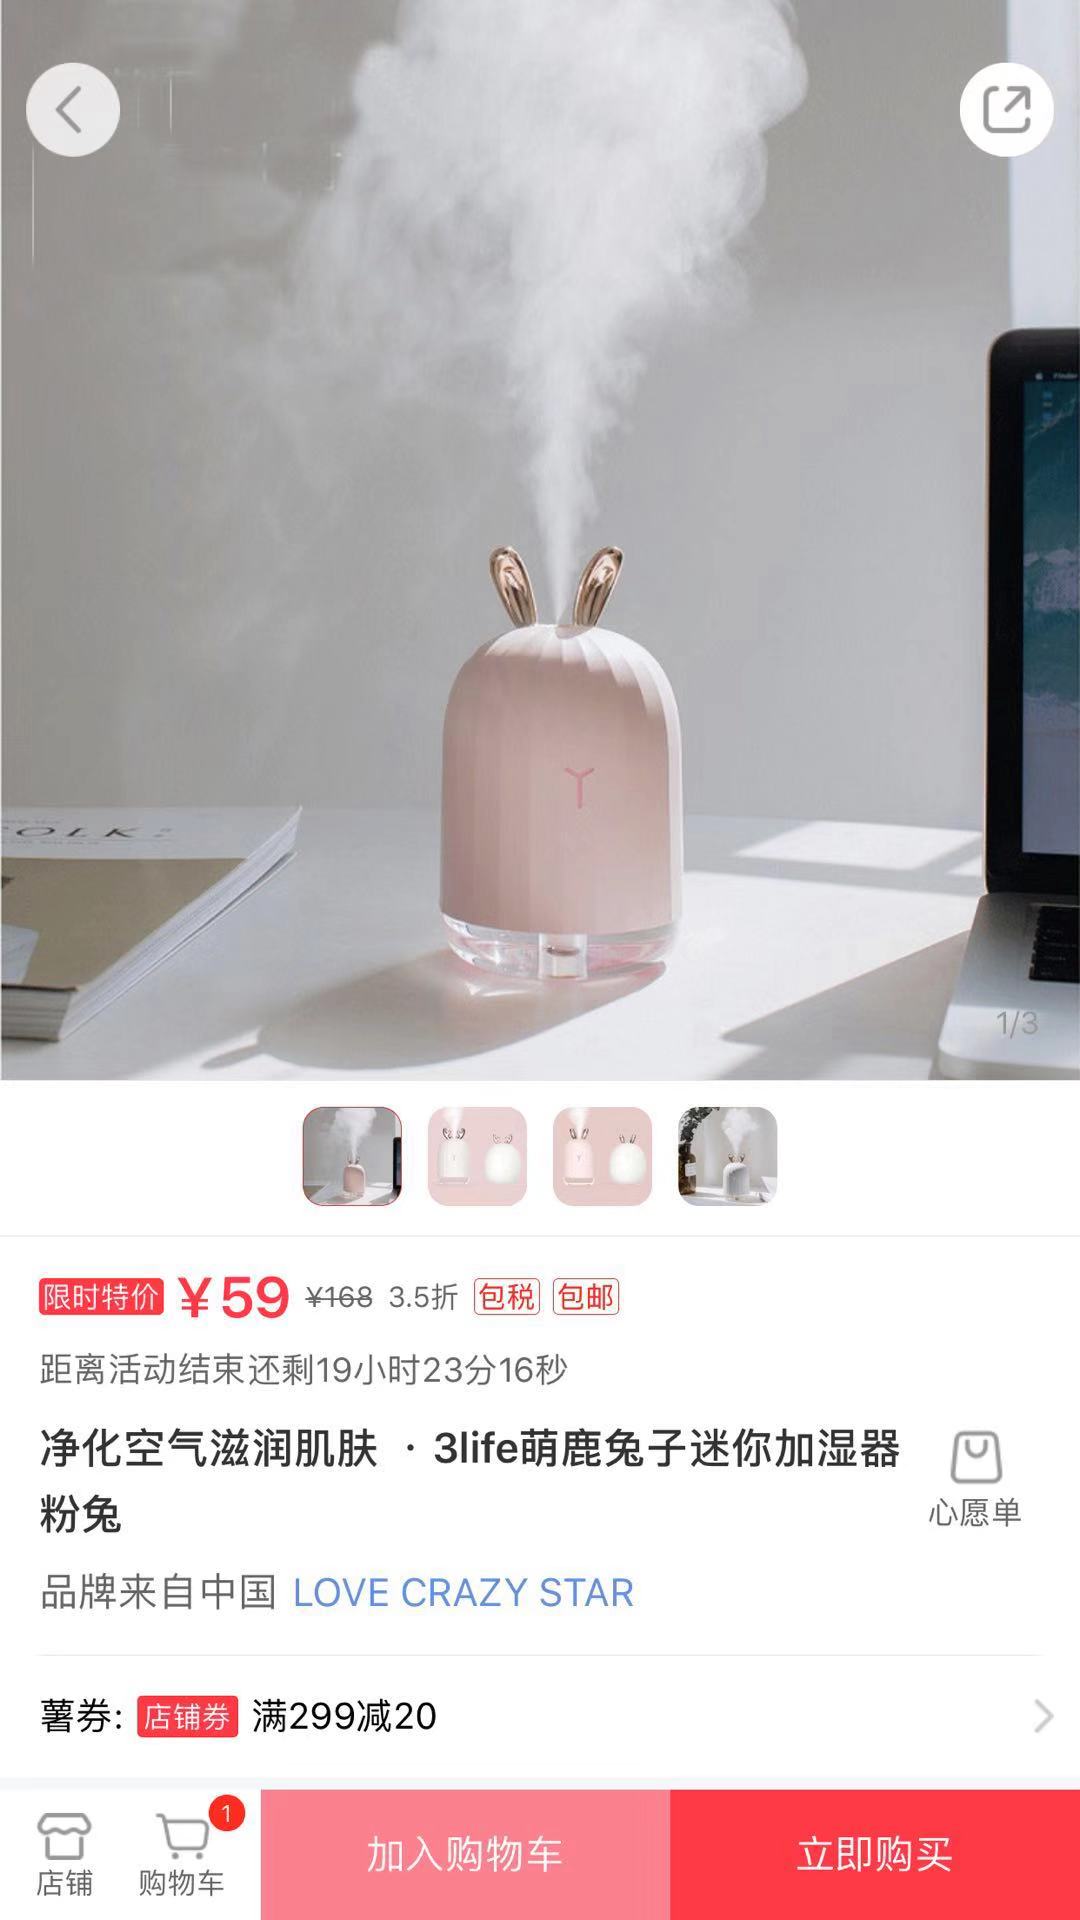 Finder
FOLK
1/3
限时特价 ¥59 ¥168 3.5折 包税 包邮
距离活动结束还剩19小时23分16秒
净化空气滋润肌肤 · 3life萌鹿兔子迷你加湿器
粉兔
心愿单
品牌来自中国 LOVE CRAZY STAR
薯券: 店铺券 满299减20
1
店铺 购物车 加入购物车 立即购买